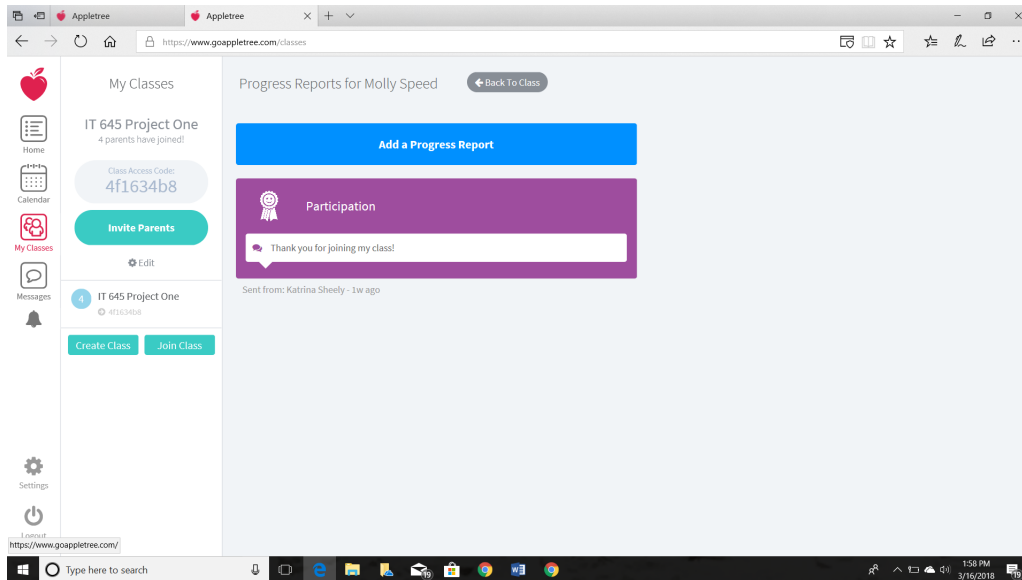 Appletree
Appletree
https://www.goappletree.com/classes
My Classes
Progress Reports for Molly Speed
Back To Class
IT 645 Project One
4 parents have joined!
Class Access Code:
4f1634b8
Invite Parents
Edit
4
IT 645 Project One
4f1634b8
Create Class
Join Class
Home
Calendar
My Classes
Messages
Settings
Logout
Add a Progress Report
Participation
Thank you for joining my class!
Sent from: Katrina Sheely - 1w ago
https://www.goappletree.com/
Type here to search
19
1:58 PM
3/16/2018
19